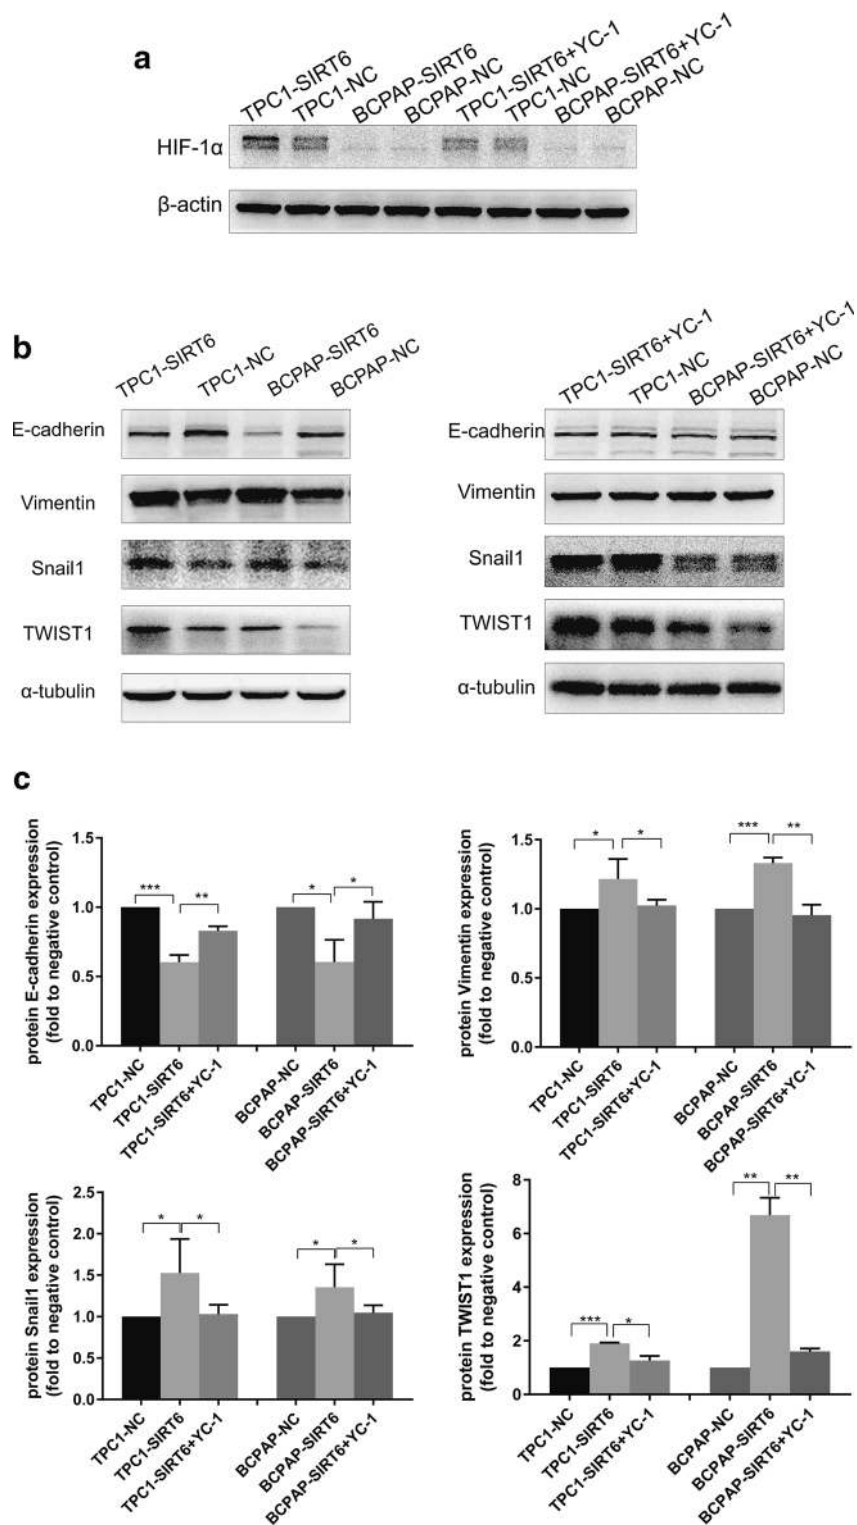 a
TPC1-SIRT6
TPC1-NC
BCPAP-SIRT6
BCPAP-NC
TPC1-SIRT6+YC-1
TPC1-NC
BCPAP-SIRT6+YC-1
BCPAP-NC
HIF-1α
β-actin
b
TPC1-SIRT6
TPC1-NC
BCPAP-SIRT6
BCPAP-NC
E-cadherin
Vimentin
Snail1
TWIST1
α-tubulin
TPC1-SIRT6+YC-1
TPC1-NC
BCPAP-SIRT6+YC-1
BCPAP-NC
E-cadherin
Vimentin
Snail1
TWIST1
α-tubulin
c
protein E-cadherin expression
(fold to negative control)
1.5
1.0
0.5
0.0
***
**
*
*
TPC1-NC
TPC1-SIRT6
TPC1-SIRT6+YC-1
BCPAP-NC
BCPAP-SIRT6
BCPAP-SIRT6+YC-1
protein Vimentin expression
(fold to negative control)
1.5
1.0
0.5
0.0
*
*
***
**
TPC1-NC
TPC1-SIRT6
TPC1-SIRT6+YC-1
BCPAP-NC
BCPAP-SIRT6
BCPAP-SIRT6+YC-1
protein Snail1 expression
(fold to negative control)
2.5
2.0
1.5
1.0
0.5
0.0
*
*
*
*
TPC1-NC
TPC1-SIRT6
TPC1-SIRT6+YC-1
BCPAP-NC
BCPAP-SIRT6
BCPAP-SIRT6+YC-1
protein TWIST1 expression
(fold to negative control)
8
6
4
2
0
***
*
**
**
TPC1-NC
TPC1-SIRT6
TPC1-SIRT6+YC-1
BCPAP-NC
BCPAP-SIRT6
BCPAP-SIRT6+YC-1